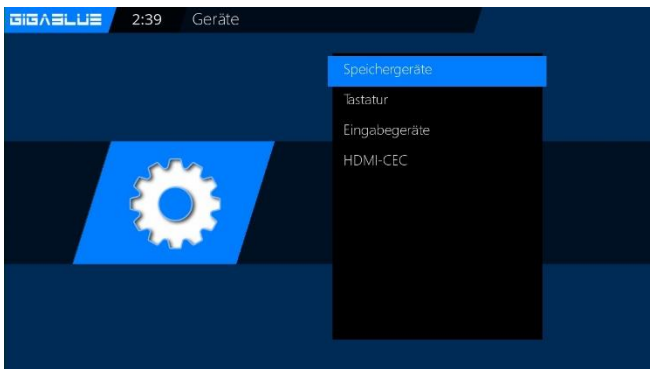 GIGABLUE 2:39 Geräte
Speichergeräte
Tastatur
Eingabegeräte
HDMI-CEC